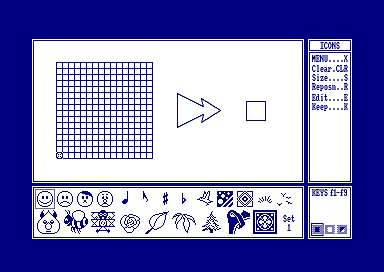 ICONS
MENU....X
Clear.CLR
Size....S
Reposn..R
Edit....E
Keep....K
KEYS f1-f9
Set
1